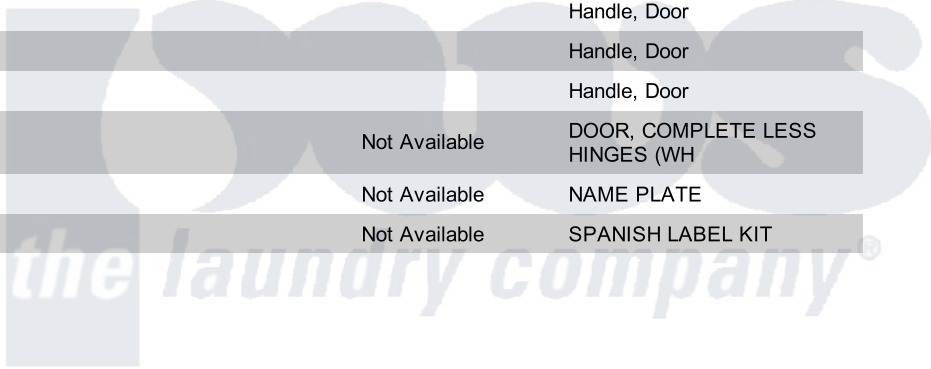 Handle, Door
Handle, Door
Handle, Door
Not Available DOOR, COMPLETE LESS
HINGES (WH
Not Available NAME PLATE
Not Available SPANISH LABEL KIT
the laundry company®